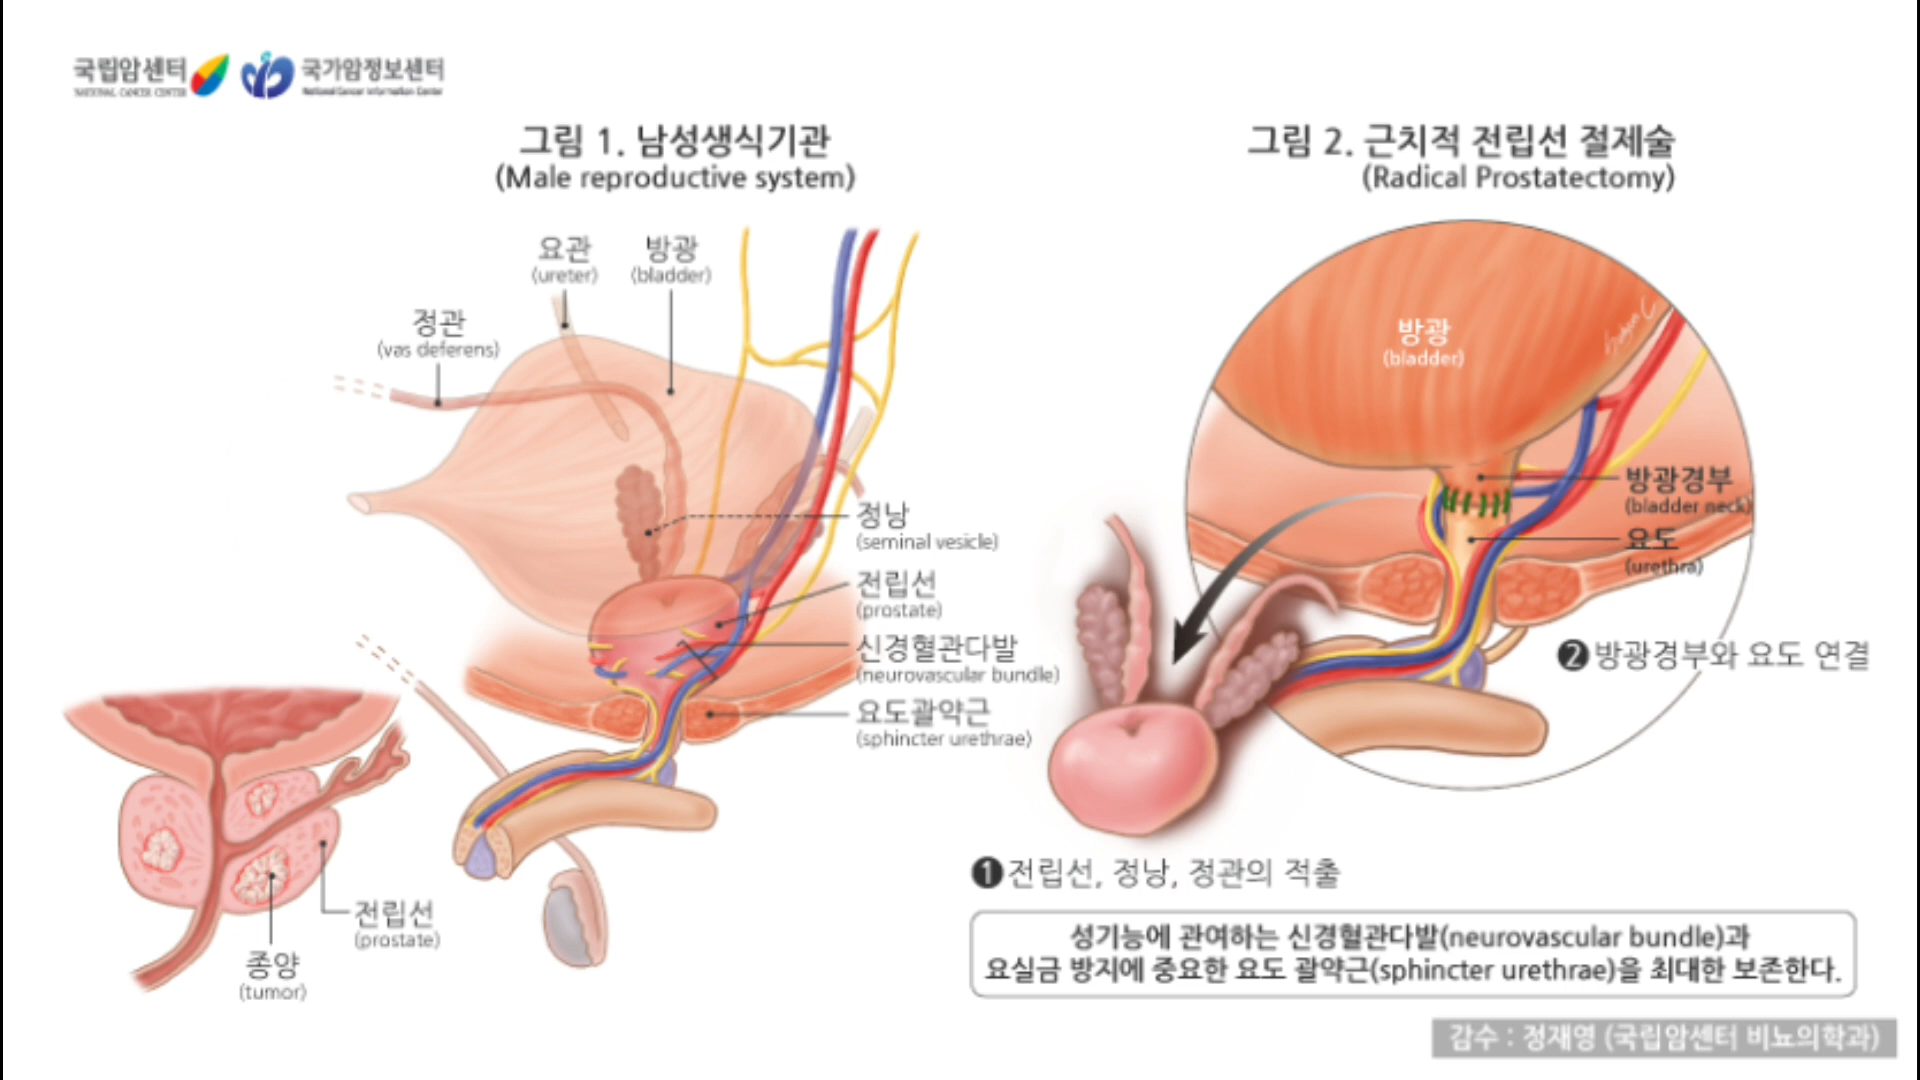 국립암센터
NATIONAL CANCER CENTER
국가암정보센터
National Cancer Information Center
그림 1. 남성생식기관
(Male reproductive system)
요관
(ureter)
방광
(bladder)
정관
(vas deferens)
정낭
(seminal vesicle)
전립선
(prostate)
신경혈관다발
(neurovascular bundle)
요도괄약근
(sphincter urethrae)
전립선
(prostate)
종양
(tumor)
그림 2. 근치적 전립선 절제술
(Radical Prostatectomy)
방광
(bladder)
방광경부
(bladder neck)
요도
(urethra)
❷ 방광경부와 요도 연결
❶ 전립선, 정낭, 정관의 적출
성기능에 관여하는 신경혈관다발(neurovascular bundle)과
요실금 방지에 중요한 요도 괄약근(sphincter urethrae)을 최대한 보존한다.
감수 : 정재영 (국립암센터 비뇨의학과)